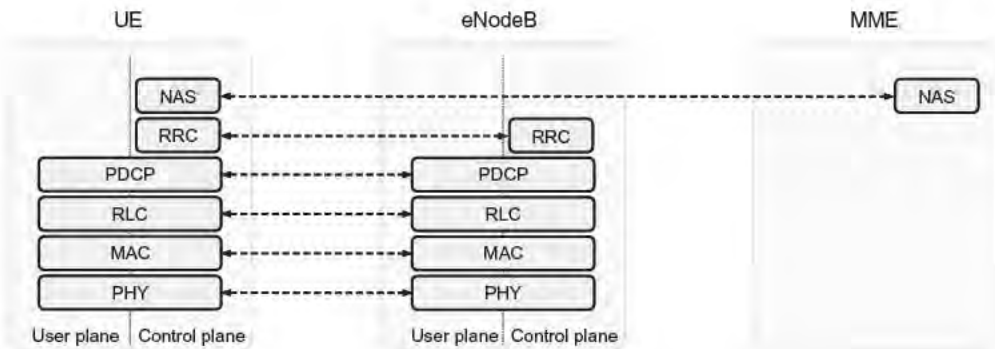 UE eNodeB MME
NAS NAS
RRC RRC
PDCP PDCP
RLC RLC
MAC MAC
PHY PHY
User plane Control plane User plane Control plane